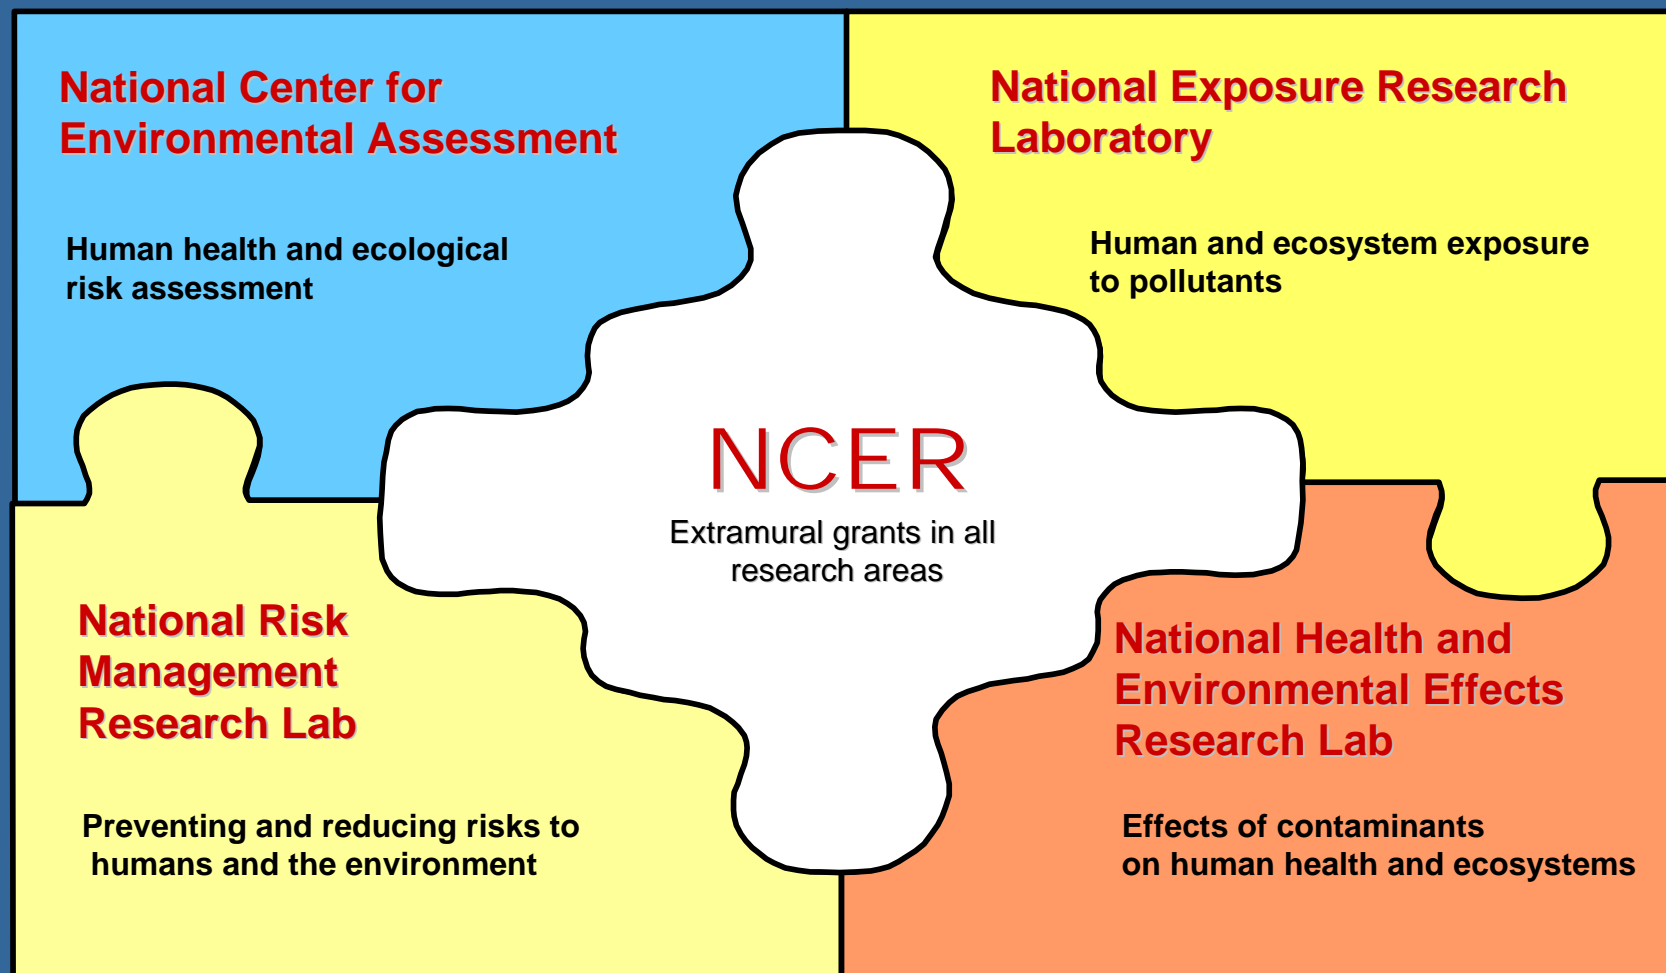 National Center for
Environmental Assessment
Human health and ecological
risk assessment
National Exposure Research
Laboratory
Human and ecosystem exposure
to pollutants
NCER
Extramural grants in all
research areas
National Risk
Management
Research Lab
Preventing and reducing risks to
humans and the environment
National Health and
Environmental Effects
Research Lab
Effects of contaminants
on human health and ecosystems